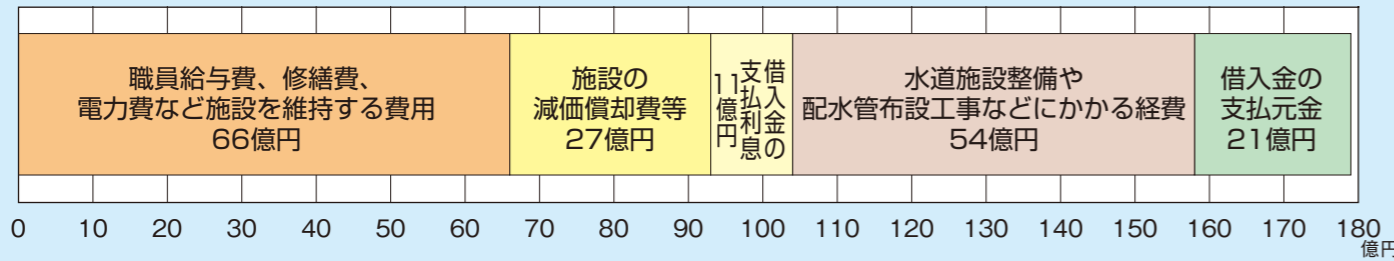 職員給与費、修繕費、
電力費など施設を維持する費用
66億円
施設の
減価償却費等
27億円
借入金の
支払利息
11億円
水道施設整備や
配水管布設工事などにかかる経費
54億円
借入金の
支払元金
21億円
0 10 20 30 40 50 60 70 80 90 100 110 120 130 140 150 160 170 180
億円